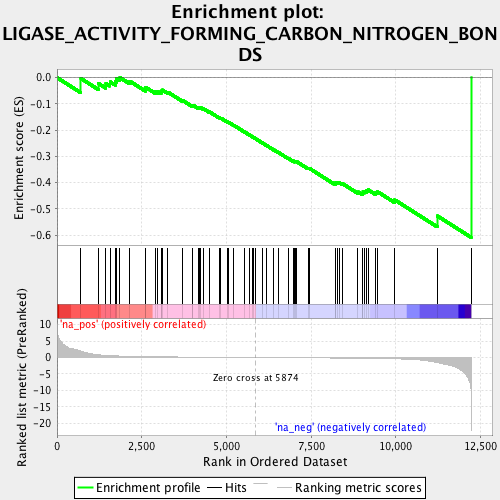 Enrichment plot:
LIGASE_ACTIVITY_FORMING_CARBON_NITROGEN_BON
DS
Enrichment score (ES)
0.0
-0.1
-0.2
-0.3
-0.4
-0.5
-0.6
'na_pos' (positively correlated)
Ranked list metric (PreRanked)
10
5
0
-5
-10
-15
-20
Zero cross at 5874
'na_neg' (negatively correlated)
0 2,500 5,000 7,500 10,000 12,500
Rank in Ordered Dataset
Enrichment profile Hits Ranking metric scores